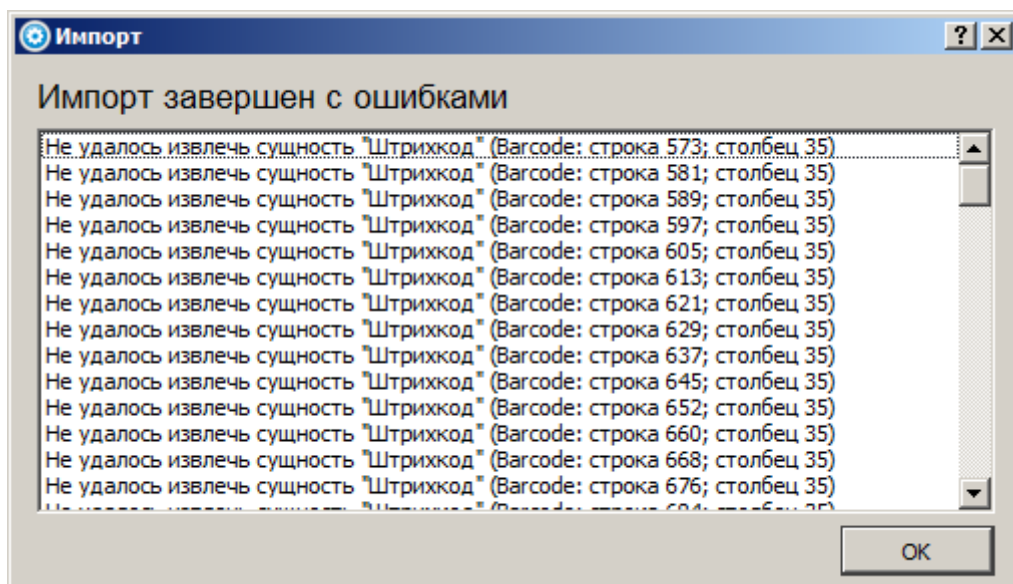 Импорт
Импорт завершен с ошибками
Не удалось извлечь сущность "Штрихкод" (Barcode: строка 573; столбец 35)
Не удалось извлечь сущность "Штрихкод" (Barcode: строка 581; столбец 35)
Не удалось извлечь сущность "Штрихкод" (Barcode: строка 589; столбец 35)
Не удалось извлечь сущность "Штрихкод" (Barcode: строка 597; столбец 35)
Не удалось извлечь сущность "Штрихкод" (Barcode: строка 605; столбец 35)
Не удалось извлечь сущность "Штрихкод" (Barcode: строка 613; столбец 35)
Не удалось извлечь сущность "Штрихкод" (Barcode: строка 621; столбец 35)
Не удалось извлечь сущность "Штрихкод" (Barcode: строка 629; столбец 35)
Не удалось извлечь сущность "Штрихкод" (Barcode: строка 637; столбец 35)
Не удалось извлечь сущность "Штрихкод" (Barcode: строка 645; столбец 35)
Не удалось извлечь сущность "Штрихкод" (Barcode: строка 652; столбец 35)
Не удалось извлечь сущность "Штрихкод" (Barcode: строка 660; столбец 35)
Не удалось извлечь сущность "Штрихкод" (Barcode: строка 668; столбец 35)
Не удалось извлечь сущность "Штрихкод" (Barcode: строка 676; столбец 35)
OK